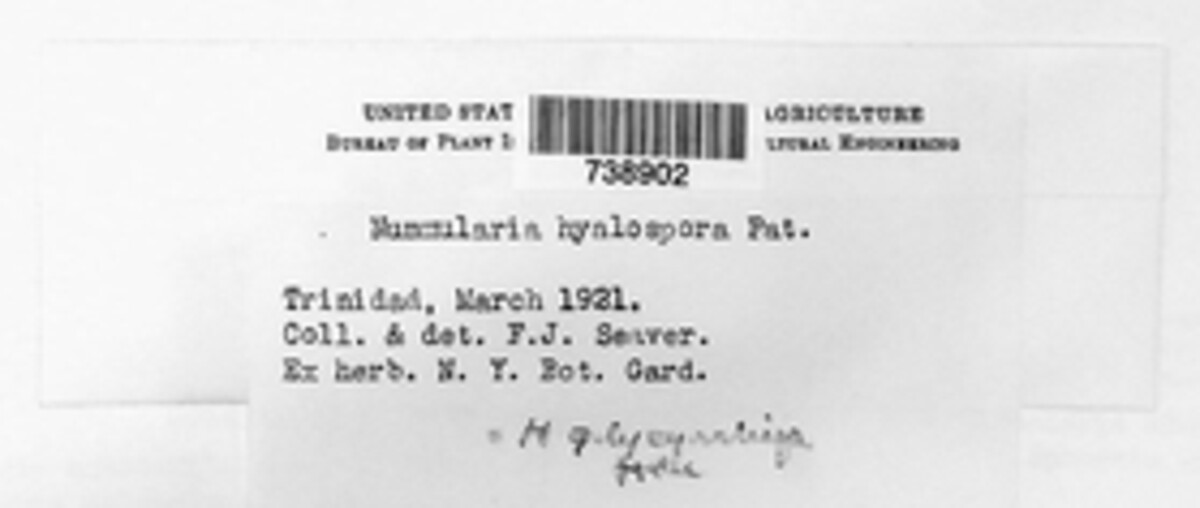 UNITED STAT AGRICULTURE
BUREAU OF PLANT I LTURAL ENGINEERING
738902
Nummularia hyalospora Pat.
Trinidad, March 1921.
Coll. & det. F.J. Seaver.
Ex herb. N. Y. Bot. Gard.
= H